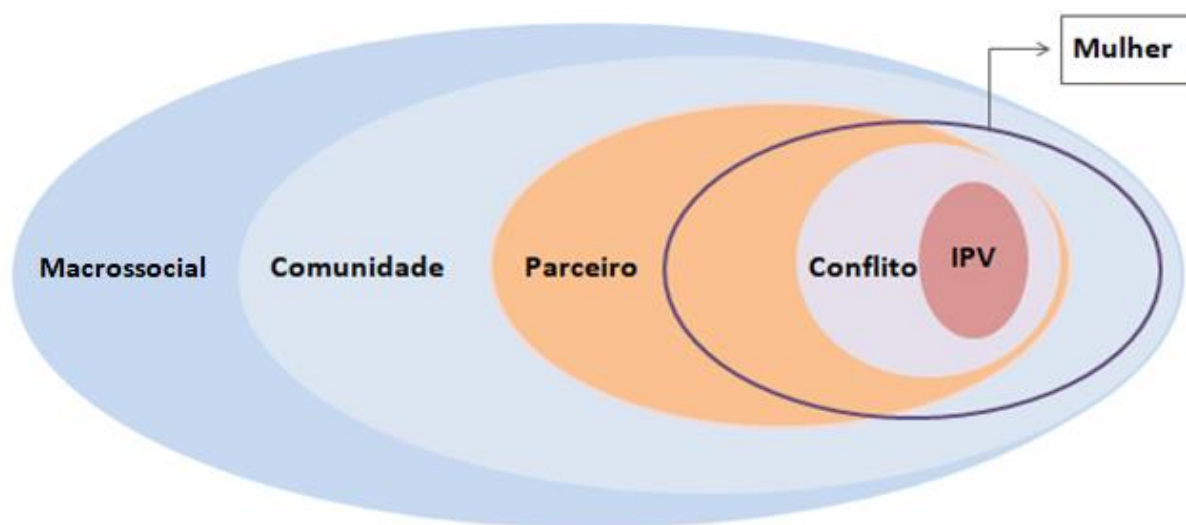 Mulher
Macrossocial
Comunidade
Parceiro
Conflito
IPV